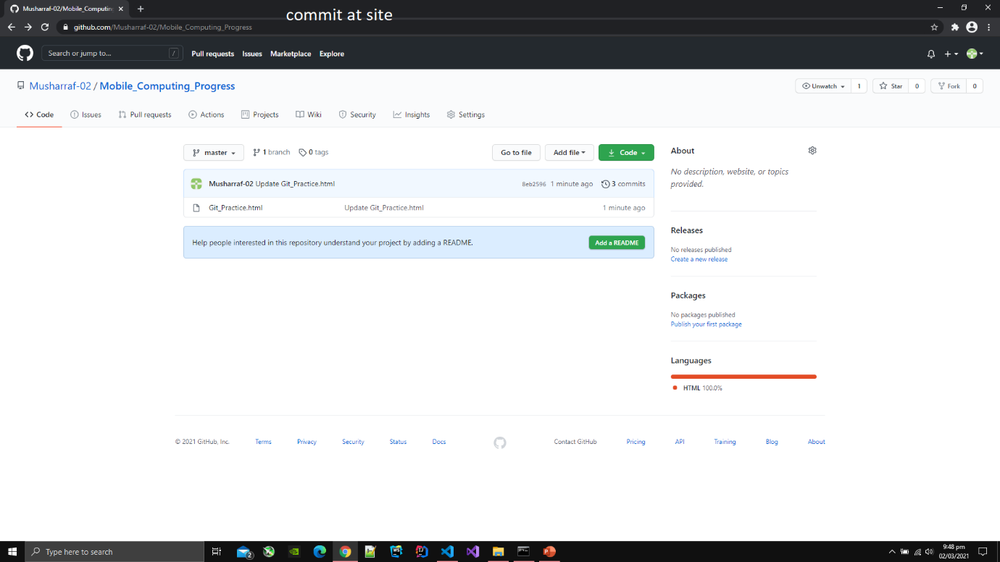 Musharraf-02/Mobile_Computing
commit at site
github.com/Musharraf-02/Mobile_Computing_Progress
Search or jump to... /
Pull requests Issues Marketplace Explore
Musharraf-02 / Mobile_Computing_Progress
Unwatch 1 Star 0 Fork 0
Code Issues Pull requests Actions Projects Wiki Security Insights Settings
master 1 branch 0 tags Go to file Add file Code
Musharraf-02 Update Git_Practice.html 8eb2596 1 minute ago 3 commits
Git_Practice.html Update Git_Practice.html 1 minute ago
Help people interested in this repository understand your project by adding a README. Add a README
About
No description, website, or topics
provided.
Releases
No releases published
Create a new release
Packages
No packages published
Publish your first package
Languages
HTML 100.0%
© 2021 GitHub, Inc. Terms Privacy Security Status Docs Contact GitHub Pricing API Training Blog About
Type here to search
2
9:48 pm
02/03/2021